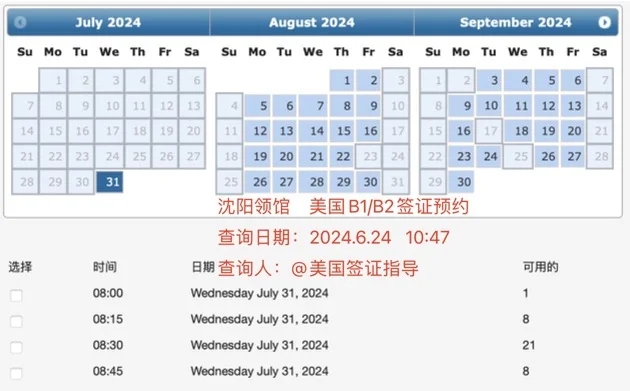 July 2024 August 2024 September 2024
Su Mo Tu We Th Fr Sa Su Mo Tu We Th Fr Sa Su Mo Tu We Th Fr Sa
1 2 3 4 5 6 1 2 3 1 2 3 4 5 6 7
7 8 9 10 11 12 13 4 5 6 7 8 9 10 8 9 10 11 12 13 14
14 15 16 17 18 19 20 11 12 13 14 15 16 17 15 16 17 18 19 20 21
21 22 23 24 25 26 27 18 19 20 21 22 23 24 22 23 24 25 26 27 28
28 29 30 31 25 26 27 28 29 30 31 29 30
沈阳领馆 美国B1/B2签证预约
查询日期：2024.6.24 10:47
查询人：@美国签证指导
选择 时间 日期 可用的
08:00 Wednesday July 31, 2024 1
08:15 Wednesday July 31, 2024 8
08:30 Wednesday July 31, 2024 21
08:45 Wednesday July 31, 2024 8